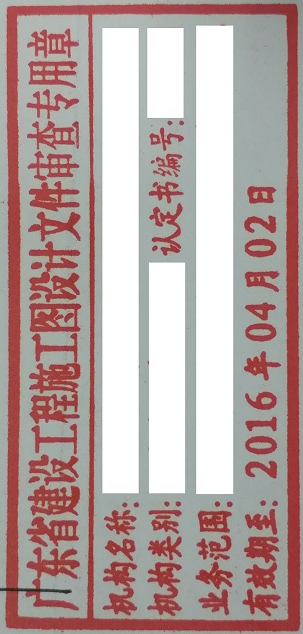 广东省建设工程施工图设计文件审查专用章
机构名称:
机构类别: 认定书编号:
业务范围:
有效期至: 2016年04月02日